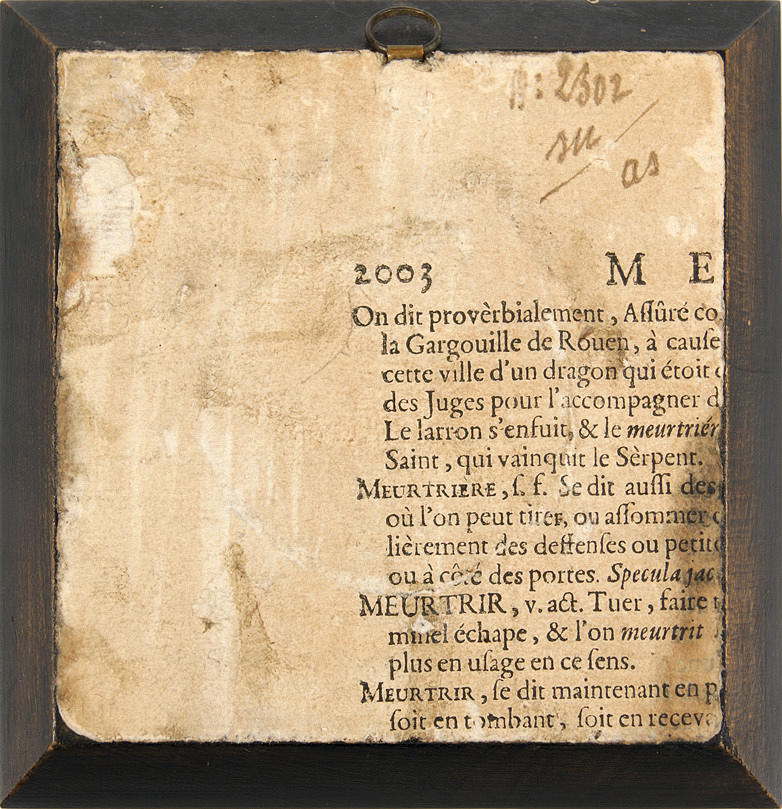 A: 2302
su
as
2003 M E
On dit provèrbialement, Aſſûré co
la Gargouille de Rouen, à cauſe
cette ville d'un dragon qui étoit
des Juges pour l'accompagner d
Le larron s'enfuit, & le meurtriér
Saint, qui vainquit le Sèrpent.
MEURTRIERE, ſ. f. Se dit auſſi des
où l'on peut tirer, ou aſſommer
lièrement des deffenſes ou petit
ou à côté des portes. Specula jac
MEURTRIR, v. act. Tuer, faire
minel échape, & l'on meurtrit
plus en uſage en ce ſens.
MEURTRIR, ſe dit maintenant en p
ſoit en tombant, ſoit en receva